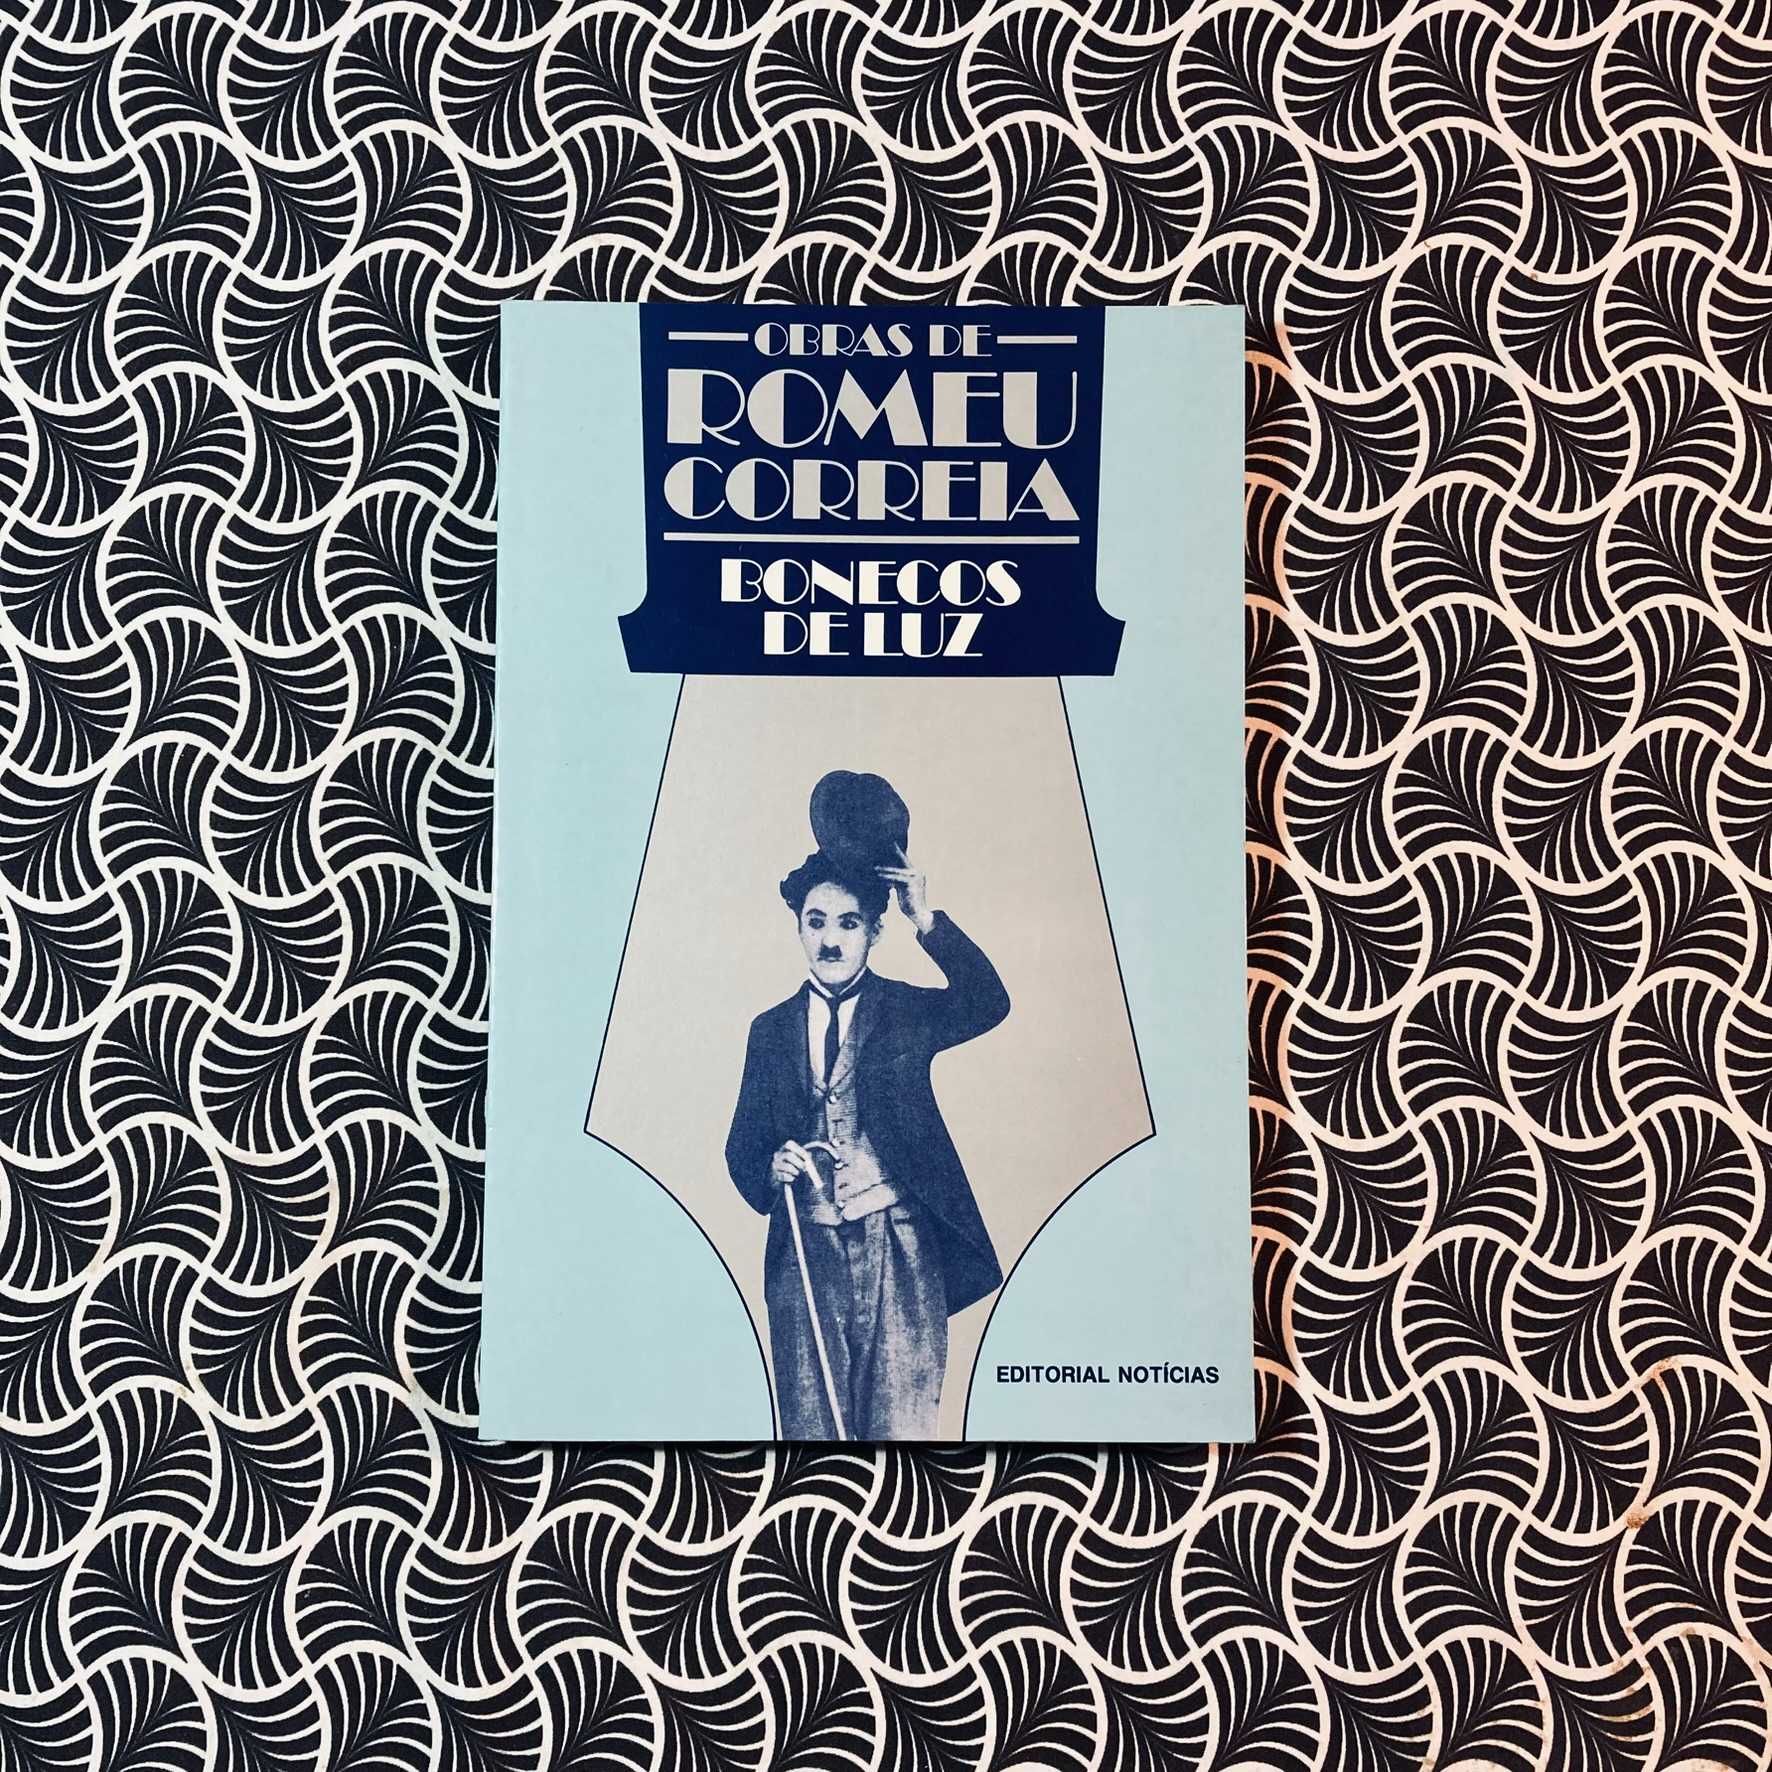 OBRAS DE
ROMEU
CORREIA
BONECOS
DE LUZ
EDITORIAL NOTÍCIAS